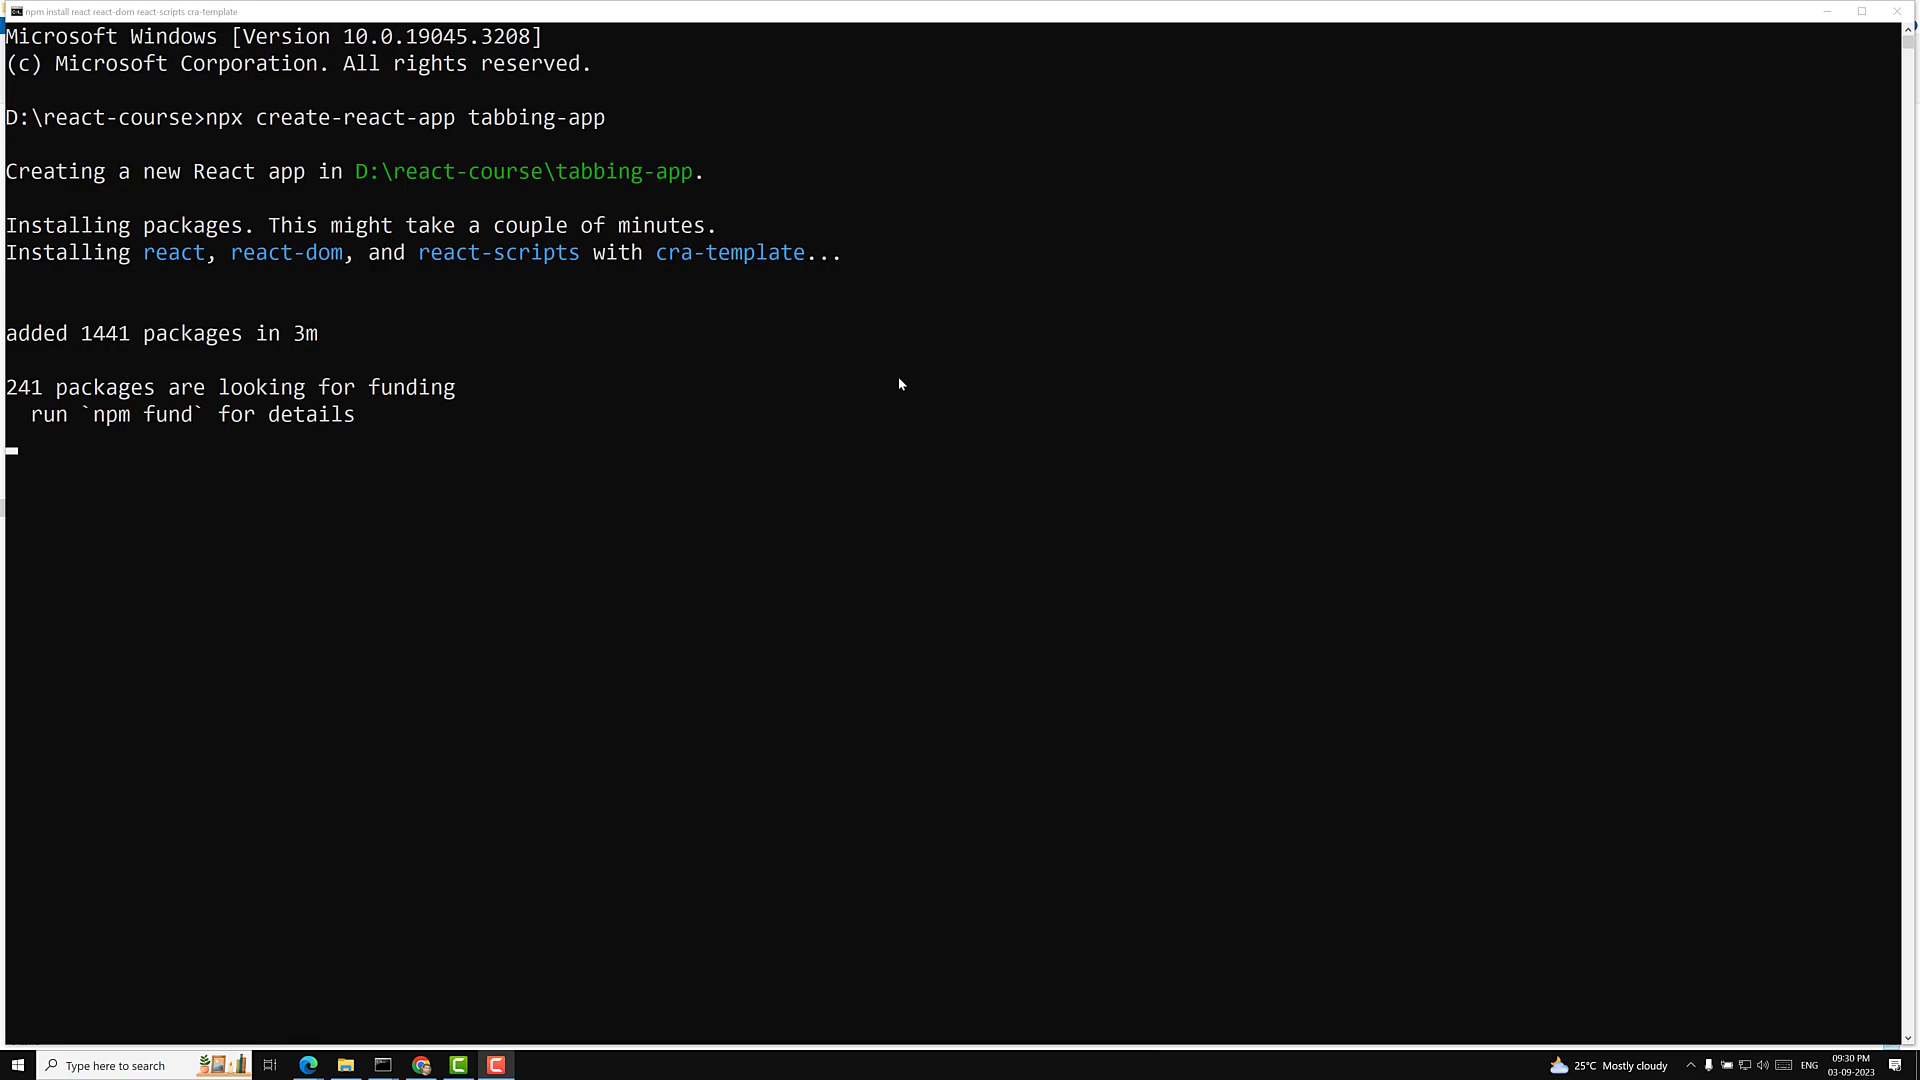 npm install react react-dom react-scripts cra-template
Microsoft Windows [Version 10.0.19045.3208]
(c) Microsoft Corporation. All rights reserved.
D:\react-course>npx create-react-app tabbing-app
Creating a new React app in D:\react-course\tabbing-app.
Installing packages. This might take a couple of minutes.
Installing react, react-dom, and react-scripts with cra-template...
added 1441 packages in 3m
241 packages are looking for funding
run `npm fund` for details
Type here to search
25°C Mostly cloudy
ENG
09:30 PM
03-09-2023